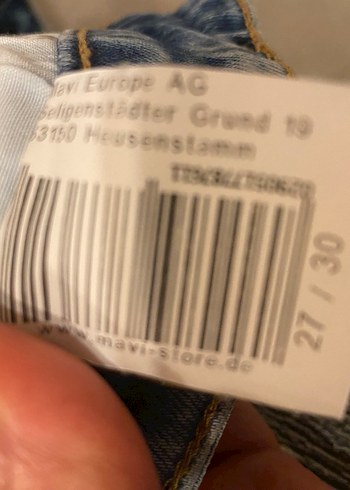 Mavi Europe AG
Seligenstädter Grund 19
63150 Heusenstamm
27 / 30
www.mavi-store.de